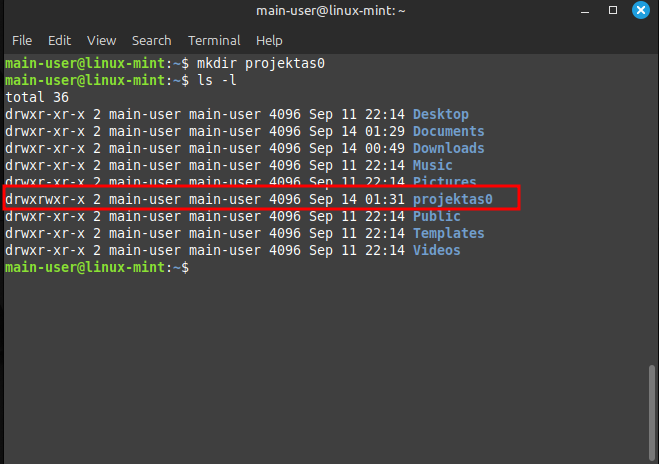 main-user@linux-mint: ~
File Edit View Search Terminal Help
main-user@linux-mint:~$ mkdir projektas0
main-user@linux-mint:~$ ls -l
total 36
drwxr-xr-x 2 main-user main-user 4096 Sep 11 22:14 Desktop
drwxr-xr-x 2 main-user main-user 4096 Sep 14 01:29 Documents
drwxr-xr-x 2 main-user main-user 4096 Sep 14 00:49 Downloads
drwxr-xr-x 2 main-user main-user 4096 Sep 11 22:14 Music
drwxr-xr-x 2 main-user main-user 4096 Sep 11 22:14 Pictures
drwxrwxr-x 2 main-user main-user 4096 Sep 14 01:31 projektas0
drwxr-xr-x 2 main-user main-user 4096 Sep 11 22:14 Public
drwxr-xr-x 2 main-user main-user 4096 Sep 11 22:14 Templates
drwxr-xr-x 2 main-user main-user 4096 Sep 11 22:14 Videos
main-user@linux-mint:~$